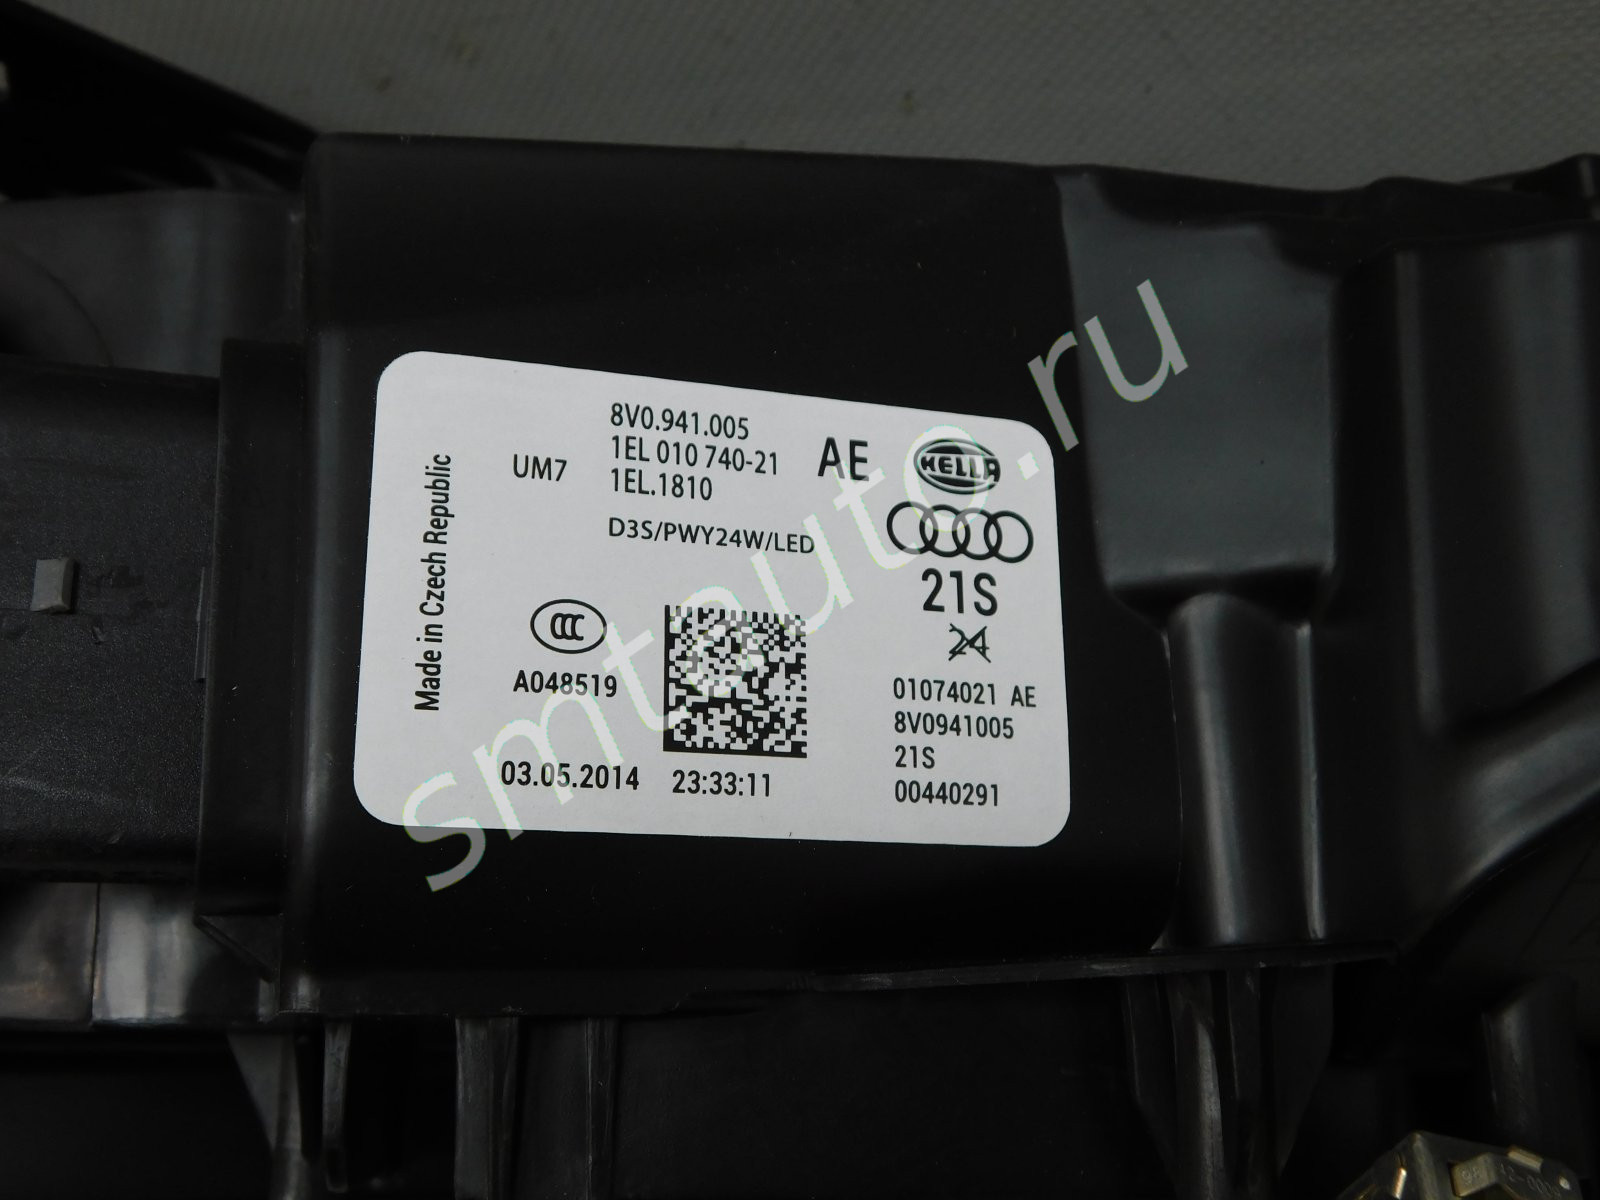 8V0.941.005
1EL 010 740-21
1EL.1810
UM7
AE
HELLA
D3S/PWY24W/LED
21S
24
Made in Czech Republic
CCC
A048519
01074021 AE
8V0941005
21S
00440291
03.05.2014 23:33:11
smtauto.ru